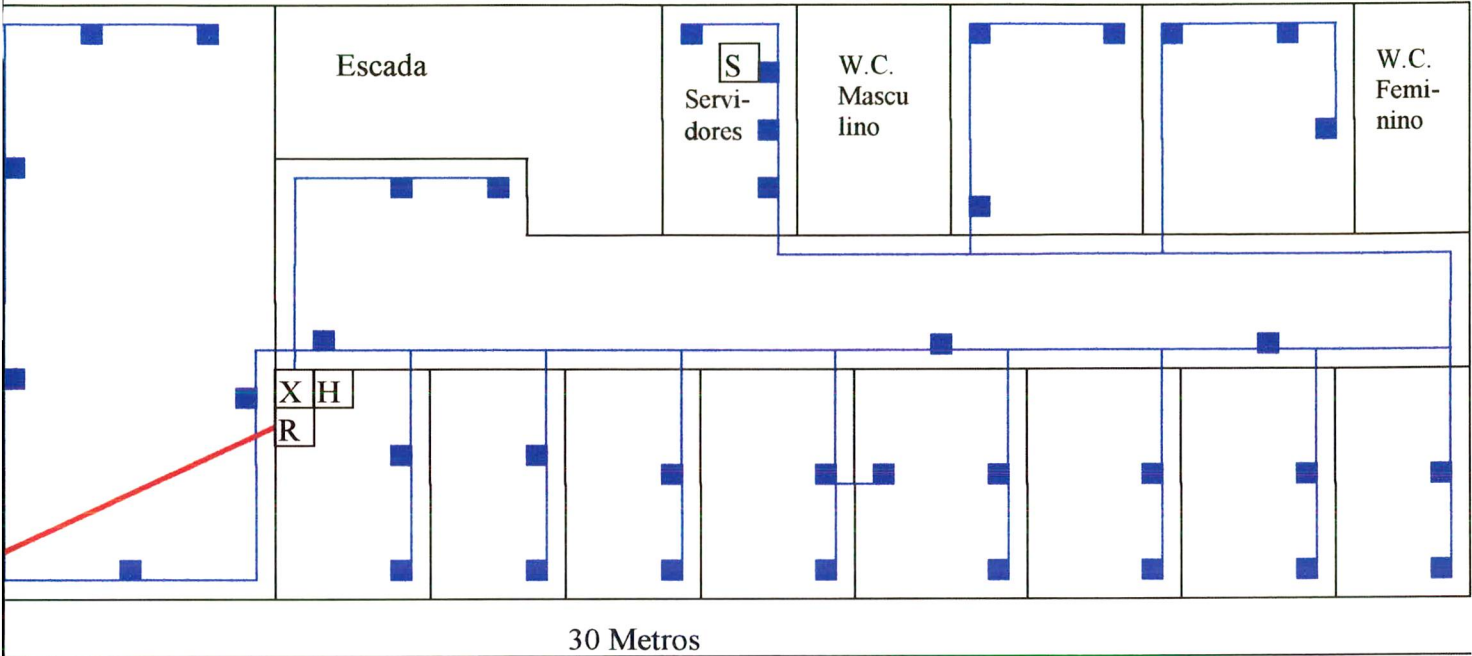 Escada
S
Servi-
dores
W.C.
Mascu
lino
W.C.
Femi-
nino
X H
R
30 Metros